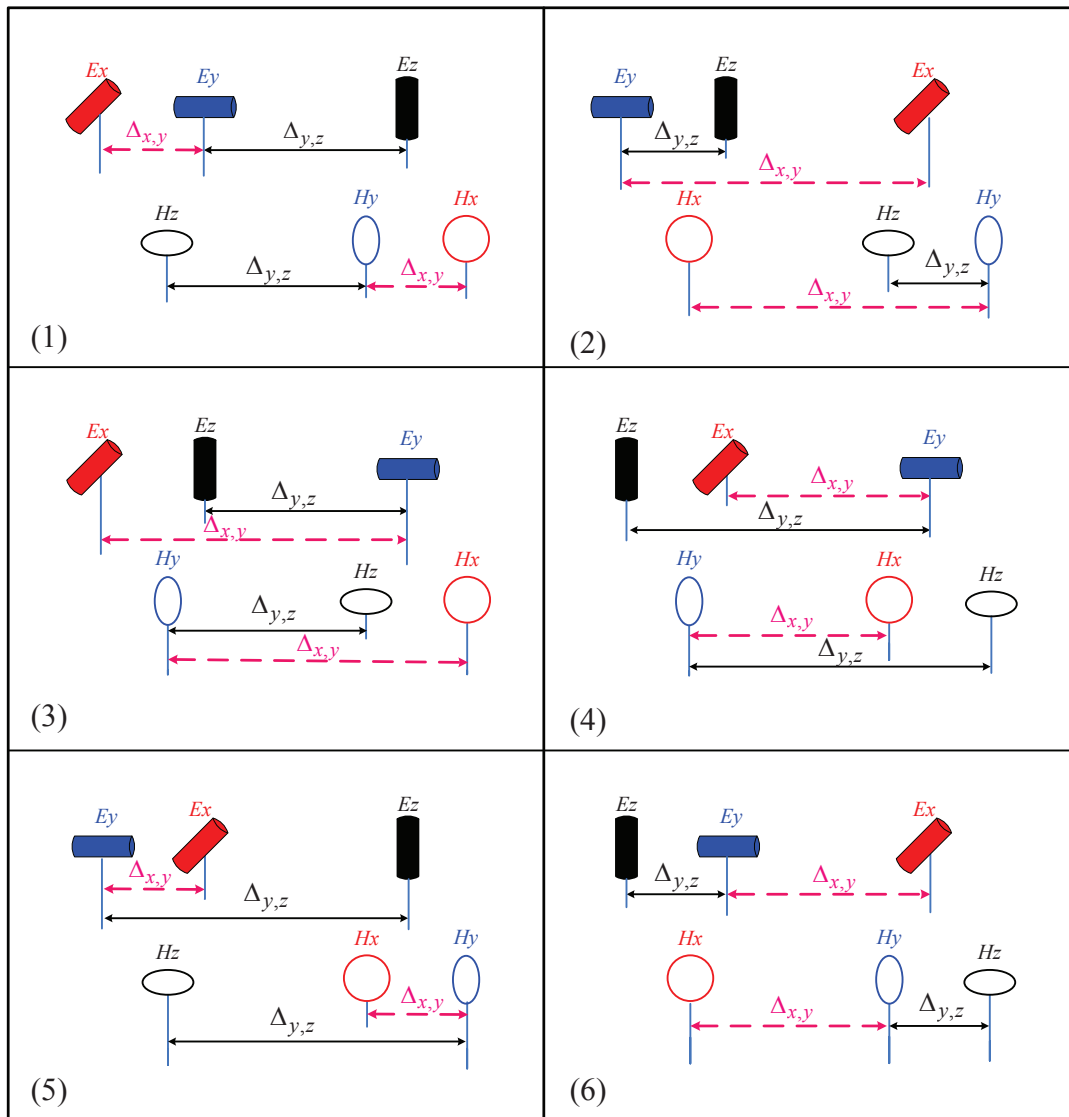 Ex Ey Ez
Δx,y Δy,z
Hz Hy Hx
Δy,z Δx,y
(1)
Ey Ez Ex
Δy,z
Δx,y
Hx Hz Hy
Δy,z
Δx,y
(2)
Ex Ez Ey
Δy,z
Δx,y
Hy Hz Hx
Δy,z
Δx,y
(3)
Ez Ex Ey
Δx,y
Δy,z
Hy Hx Hz
Δx,y
Δy,z
(4)
Ey Ex Ez
Δx,y
Δy,z
Hz Hx Hy
Δx,y
Δy,z
(5)
Ez Ey Ex
Δy,z Δx,y
Hx Hy Hz
Δx,y Δy,z
(6)